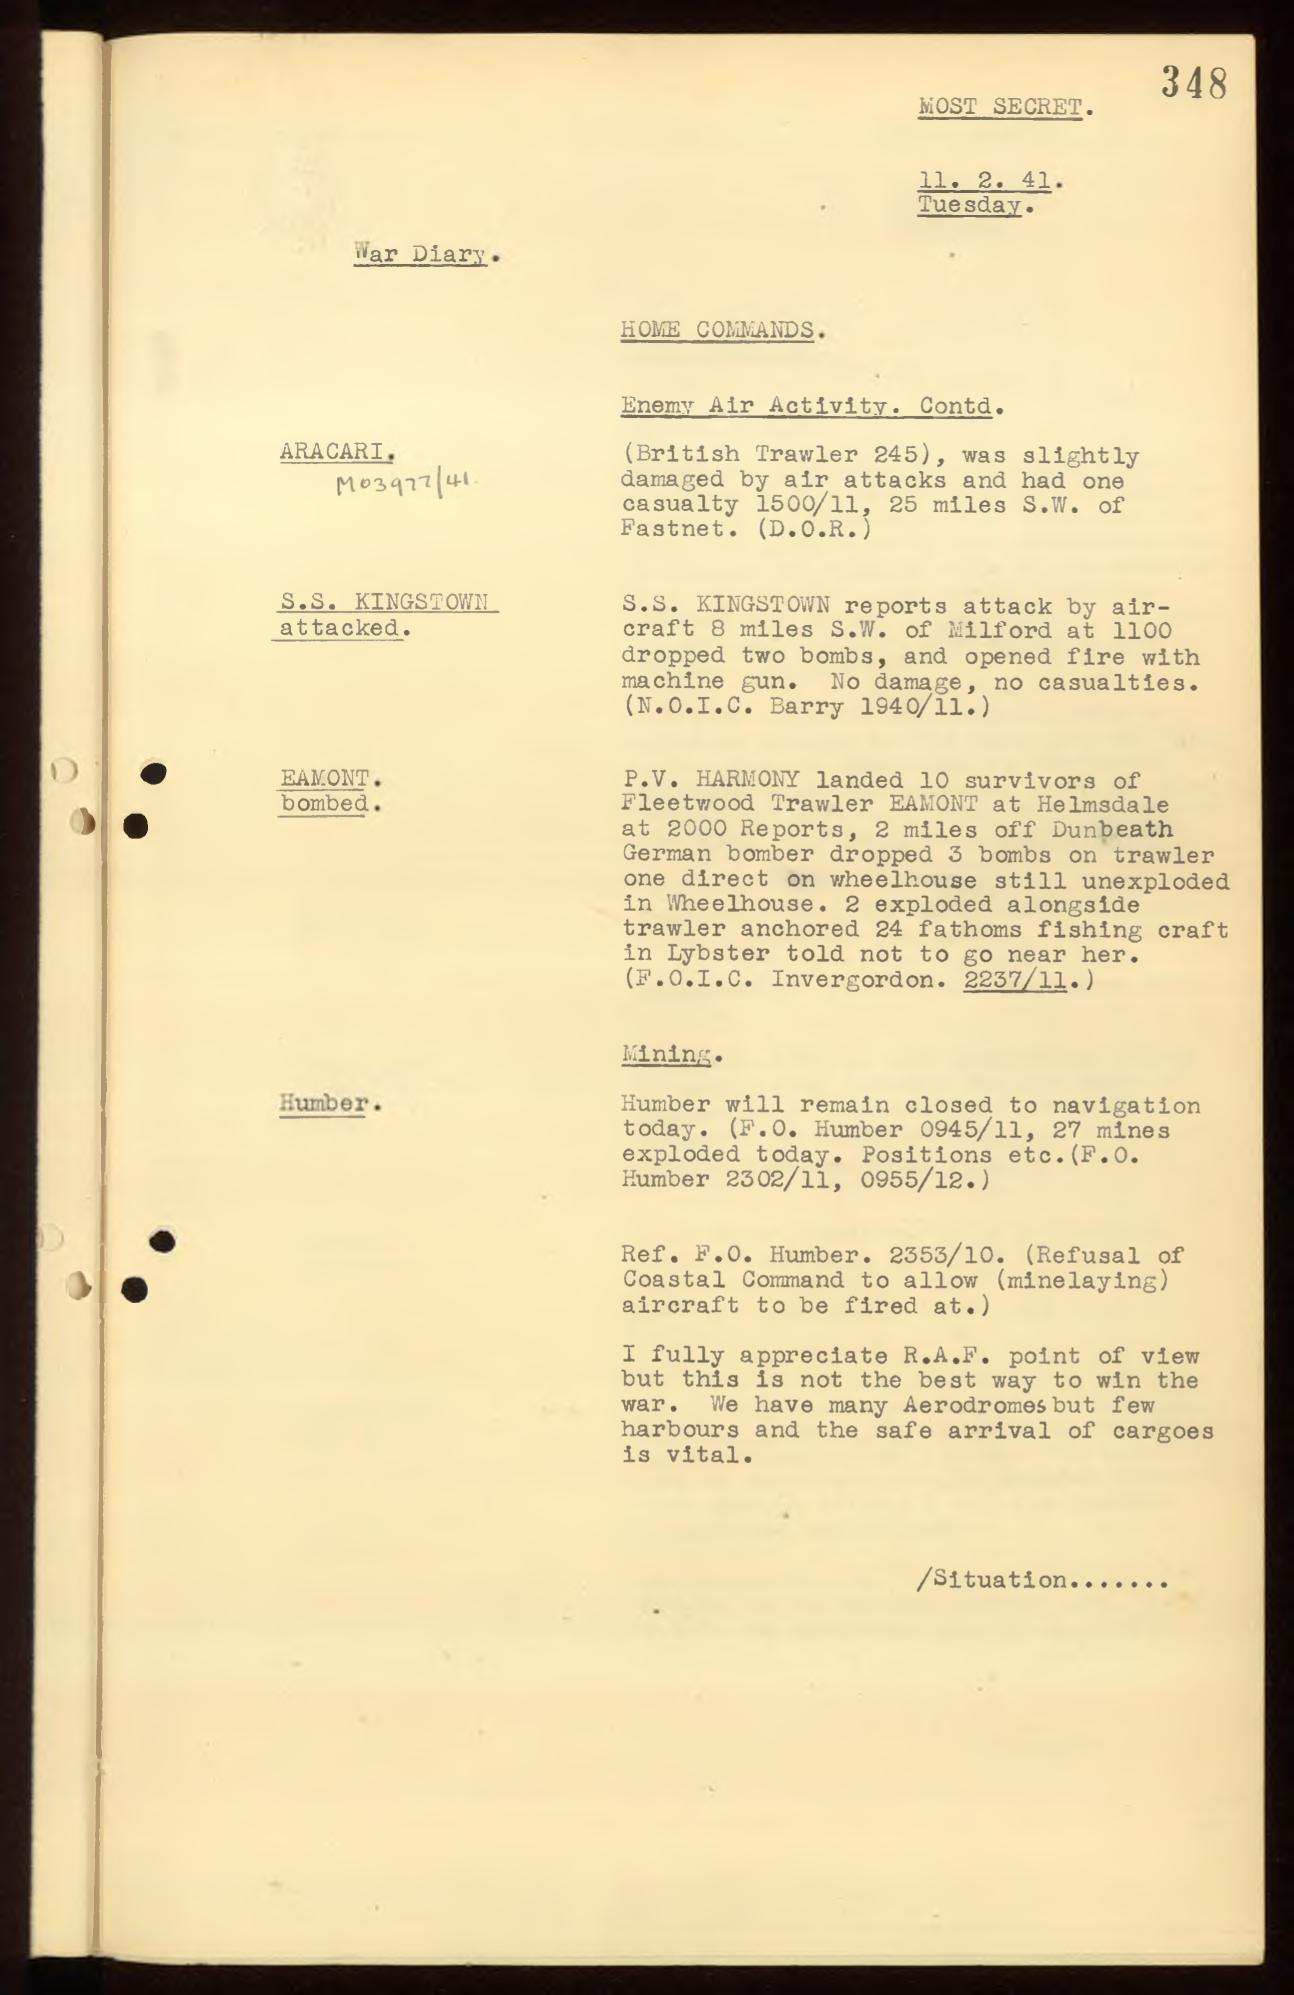 348
MOST SECRET.
11. 2. 41.
Tuesday.
War Diary.
HOME COMMANDS.
Enemy Air Activity. Contd.
ARACARI.
M03977/41.
(British Trawler 245), was slightly
damaged by air attacks and had one
casualty 1500/11, 25 miles S.W. of
Fastnet. (D.O.R.)
S.S. KINGSTOWN
attacked.
S.S. KINGSTOWN reports attack by air-
craft 8 miles S.W. of Milford at 1100
dropped two bombs, and opened fire with
machine gun. No damage, no casualties.
(N.O.I.C. Barry 1940/11.)
EAMONT.
bombed.
P.V. HARMONY landed 10 survivors of
Fleetwood Trawler EAMONT at Helmsdale
at 2000 Reports, 2 miles off Dunbeath
German bomber dropped 3 bombs on trawler
one direct on wheelhouse still unexploded
in Wheelhouse. 2 exploded alongside
trawler anchored 24 fathoms fishing craft
in Lybster told not to go near her.
(F.O.I.C. Invergordon. 2237/11.)
Mining.
Humber.
Humber will remain closed to navigation
today. (F.O. Humber 0945/11, 27 mines
exploded today. Positions etc.(F.O.
Humber 2302/11, 0955/12.)
Ref. F.O. Humber. 2353/10. (Refusal of
Coastal Command to allow (minelaying)
aircraft to be fired at.)
I fully appreciate R.A.F. point of view
but this is not the best way to win the
war. We have many Aerodromes but few
harbours and the safe arrival of cargoes
is vital.
/Situation.......